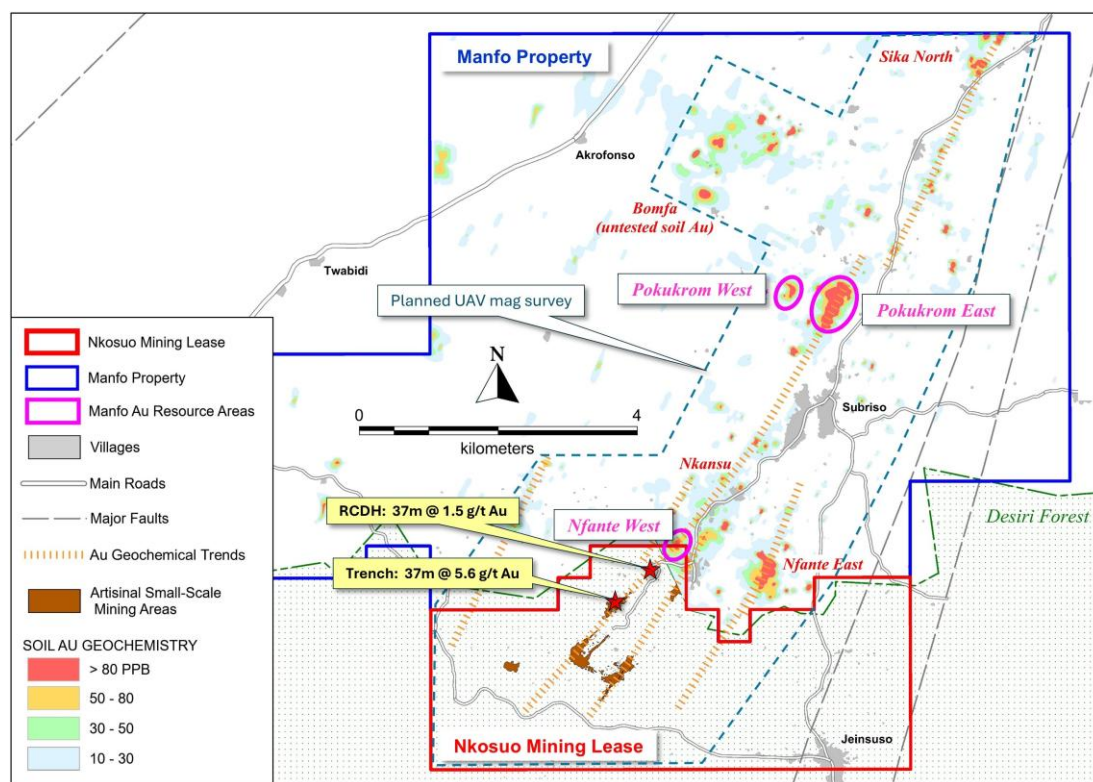 Manfo Property
Sika North
Akrofonso
Bomfa
(untested soil Au)
Twabidi
Pokukrom West
Planned UAV mag survey
Pokukrom East
Nkosuo Mining Lease
Manfo Property
Manfo Au Resource Areas
Villages
Main Roads
Major Faults
Au Geochemical Trends
Artisinal Small-Scale
Mining Areas
SOIL AU GEOCHEMISTRY
> 80 PPB
50 - 80
30 - 50
10 - 30
N
0
4
kilometers
Subriso
Nkansu
RCDH: 37m @ 1.5 g/t Au
Nfante West
Desiri Forest
Trench: 37m @ 5.6 g/t Au
Nfante East
Nkosuo Mining Lease
Jeinsuso